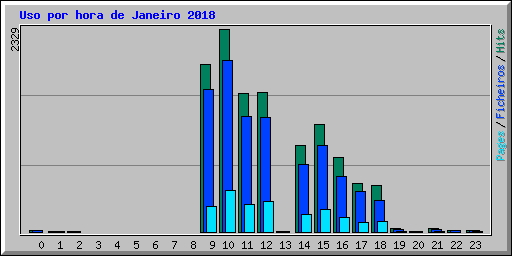 Uso por hora de Janeiro 2018
2329
Pages/Ficheiros/Hits
0 1 2 3 4 5 6 7 8 9 10 11 12 13 14 15 16 17 18 19 20 21 22 23